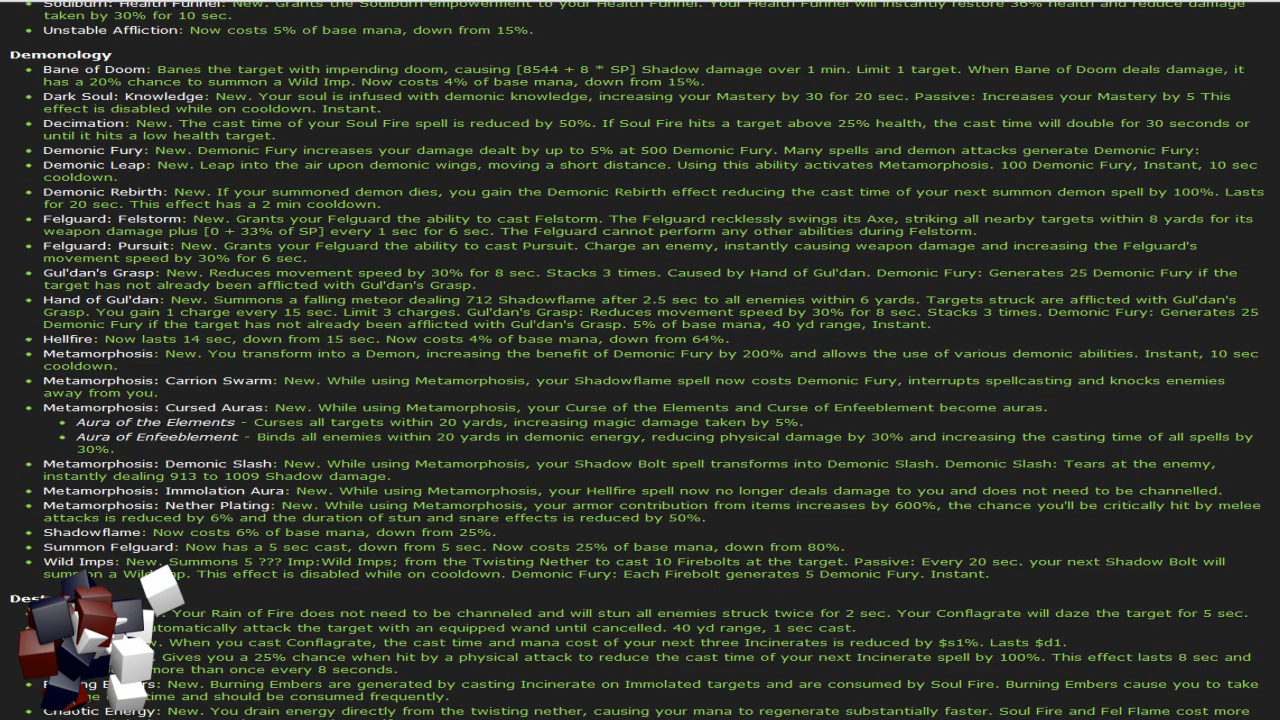 Soulburn: Health Funnel: New. Grants the Soulburn empowerment to your Health Funnel. Your Health Funnel will instantly restore 36% health and reduce damage
taken by 30% for 10 sec.
Unstable Affliction: Now costs 5% of base mana, down from 15%.
Demonology
Bane of Doom: Banes the target with impending doom, causing [8544 + 8 * SP] Shadow damage over 1 min. Limit 1 target. When Bane of Doom deals damage, it
has a 20% chance to summon a Wild Imp. Now costs 4% of base mana, down from 15%.
Dark Soul: Knowledge: New. Your soul is infused with demonic knowledge, increasing your Mastery by 30 for 20 sec. Passive: Increases your Mastery by 5 This
effect is disabled while on cooldown. Instant.
Decimation: New. The cast time of your Soul Fire spell is reduced by 50%. If Soul Fire hits a target above 25% health, the cast time will double for 30 seconds or
until it hits a low health target.
Demonic Fury: New. Demonic Fury increases your damage dealt by up to 5% at 500 Demonic Fury. Many spells and demon attacks generate Demonic Fury:
Demonic Leap: New. Leap into the air upon demonic wings, moving a short distance. Using this ability activates Metamorphosis. 100 Demonic Fury, Instant, 10 sec
cooldown.
Demonic Rebirth: New. If your summoned demon dies, you gain the Demonic Rebirth effect reducing the cast time of your next summon demon spell by 100%. Lasts
for 20 sec. This effect has a 2 min cooldown.
Felguard: Felstorm: New. Grants your Felguard the ability to cast Felstorm. The Felguard recklessly swings its Axe, striking all nearby targets within 8 yards for its
weapon damage plus [0 + 33% of SP] every 1 sec for 6 sec. The Felguard cannot perform any other abilities during Felstorm.
Felguard: Pursuit: New. Grants your Felguard the ability to cast Pursuit. Charge an enemy, instantly causing weapon damage and increasing the Felguard's
movement speed by 30% for 6 sec.
Gul'dan's Grasp: New. Reduces movement speed by 30% for 8 sec. Stacks 3 times. Caused by Hand of Gul'dan. Demonic Fury: Generates 25 Demonic Fury if the
target has not already been afflicted with Gul'dan's Grasp.
Hand of Gul'dan: New. Summons a falling meteor dealing 712 Shadowflame after 2.5 sec to all enemies within 6 yards. Targets struck are afflicted with Gul'dan's
Grasp. You gain 1 charge every 15 sec. Limit 3 charges. Gul'dan's Grasp: Reduces movement speed by 30% for 8 sec. Stacks 3 times. Demonic Fury: Generates 25
Demonic Fury if the target has not already been afflicted with Gul'dan's Grasp. 5% of base mana, 40 yd range, Instant.
Hellfire: Now lasts 14 sec, down from 15 sec. Now costs 4% of base mana, down from 64%.
Metamorphosis: New. You transform into a Demon, increasing the benefit of Demonic Fury by 200% and allows the use of various demonic abilities. Instant, 10 sec
cooldown.
Metamorphosis: Carrion Swarm: New. While using Metamorphosis, your Shadowflame spell now costs Demonic Fury, interrupts spellcasting and knocks enemies
away from you.
Metamorphosis: Cursed Auras: New. While using Metamorphosis, your Curse of the Elements and Curse of Enfeeblement become auras.
Aura of the Elements - Curses all targets within 20 yards, increasing magic damage taken by 5%.
Aura of Enfeeblement - Binds all enemies within 20 yards in demonic energy, reducing physical damage by 30% and increasing the casting time of all spells by
30%.
Metamorphosis: Demonic Slash: New. While using Metamorphosis, your Shadow Bolt spell transforms into Demonic Slash. Demonic Slash: Tears at the enemy,
instantly dealing 913 to 1009 Shadow damage.
Metamorphosis: Immolation Aura: New. While using Metamorphosis, your Hellfire spell now no longer deals damage to you and does not need to be channelled.
Metamorphosis: Nether Plating: New. While using Metamorphosis, your armor contribution from items increases by 600%, the chance you'll be critically hit by melee
attacks is reduced by 6% and the duration of stun and snare effects is reduced by 50%.
Shadowflame: Now costs 6% of base mana, down from 25%.
Summon Felguard: Now has a 5 sec cast, down from 5 sec. Now costs 25% of base mana, down from 80%.
Wild Imps: New. Summons 5 ??? Imp:Wild Imps; from the Twisting Nether to cast 10 Firebolts at the target. Passive: Every 20 sec. your next Shadow Bolt will
summon a Wild Imp. This effect is disabled while on cooldown. Demonic Fury: Each Firebolt generates 5 Demonic Fury. Instant.
Your Rain of Fire does not need to be channeled and will stun all enemies struck twice for 2 sec. Your Conflagrate will daze the target for 5 sec.
attack the target with an equipped wand until cancelled. 40 yd range, 1 sec cast.
When you cast Conflagrate, the cast time and mana cost of your next three Incinerates is reduced by $s1%. Lasts $d1.
Gives you a 25% chance when hit by a physical attack to reduce the cast time of your next Incinerate spell by 100%. This effect lasts 8 sec and
more than once every 8 seconds.
New. Burning Embers are generated by casting Incinerate on Immolated targets and is consumed by Soul Fire. Burning Embers cause you to take
and should be consumed frequently.
Chaotic Energy: New. You drain energy directly from the twisting nether, causing your mana to regenerate substantially faster. Soul Fire and Fel Flame cost more